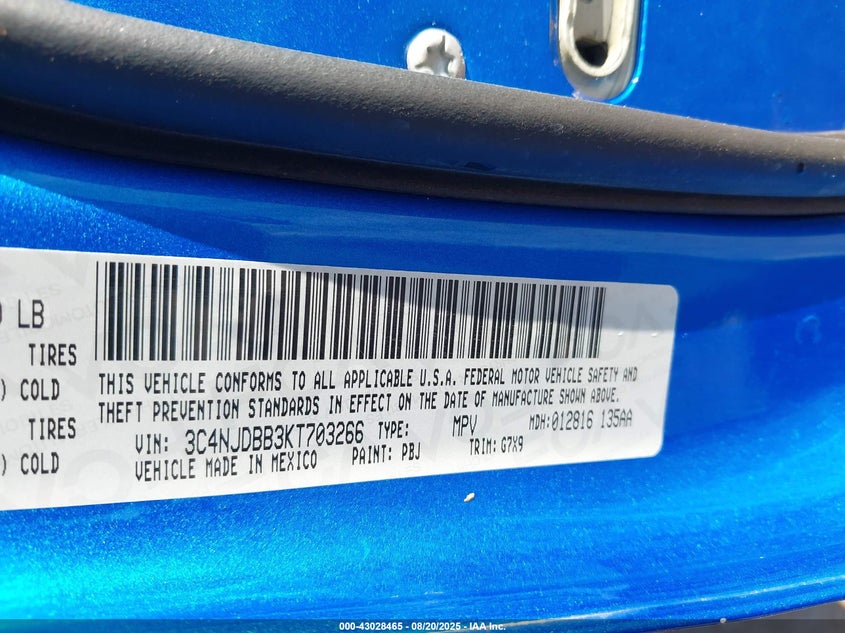 LB
TIRES
) COLD
TIRES
) COLD
THIS VEHICLE CONFORMS TO ALL APPLICABLE U.S.A. FEDERAL MOTOR VEHICLE SAFETY AND
THEFT PREVENTION STANDARDS IN EFFECT ON THE DATE OF MANUFACTURE SHOWN ABOVE.
VIN: 3C4NJDBB3KT703266 TYPE: MPV MDH:012816 135AA
VEHICLE MADE IN MEXICO PAINT: PBJ TRIM: G7X9
000-43028465 - 08/20/2025 - IAA Inc.